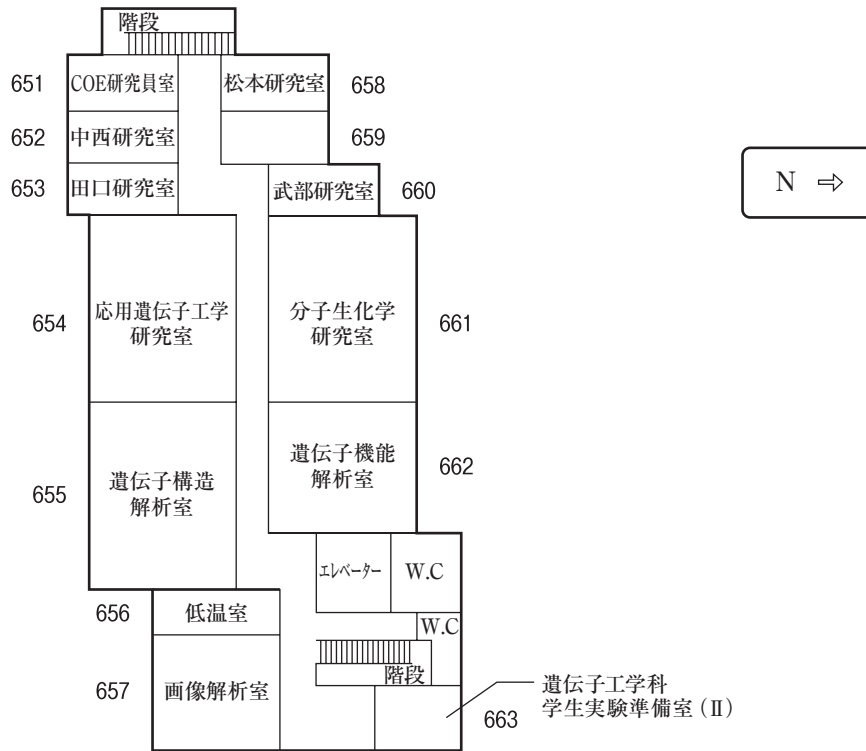 階段
651
COE研究員室
松本研究室
658
652
中西研究室
659
653
田口研究室
武部研究室
660
N ⇨
654
応用遺伝子工学
研究室
分子生化学
研究室
661
655
遺伝子構造
解析室
遺伝子機能
解析室
662
エレベーター
W.C
656
低温室
W.C
657
画像解析室
階段
663
遺伝子工学科
学生実験準備室(Ⅱ)